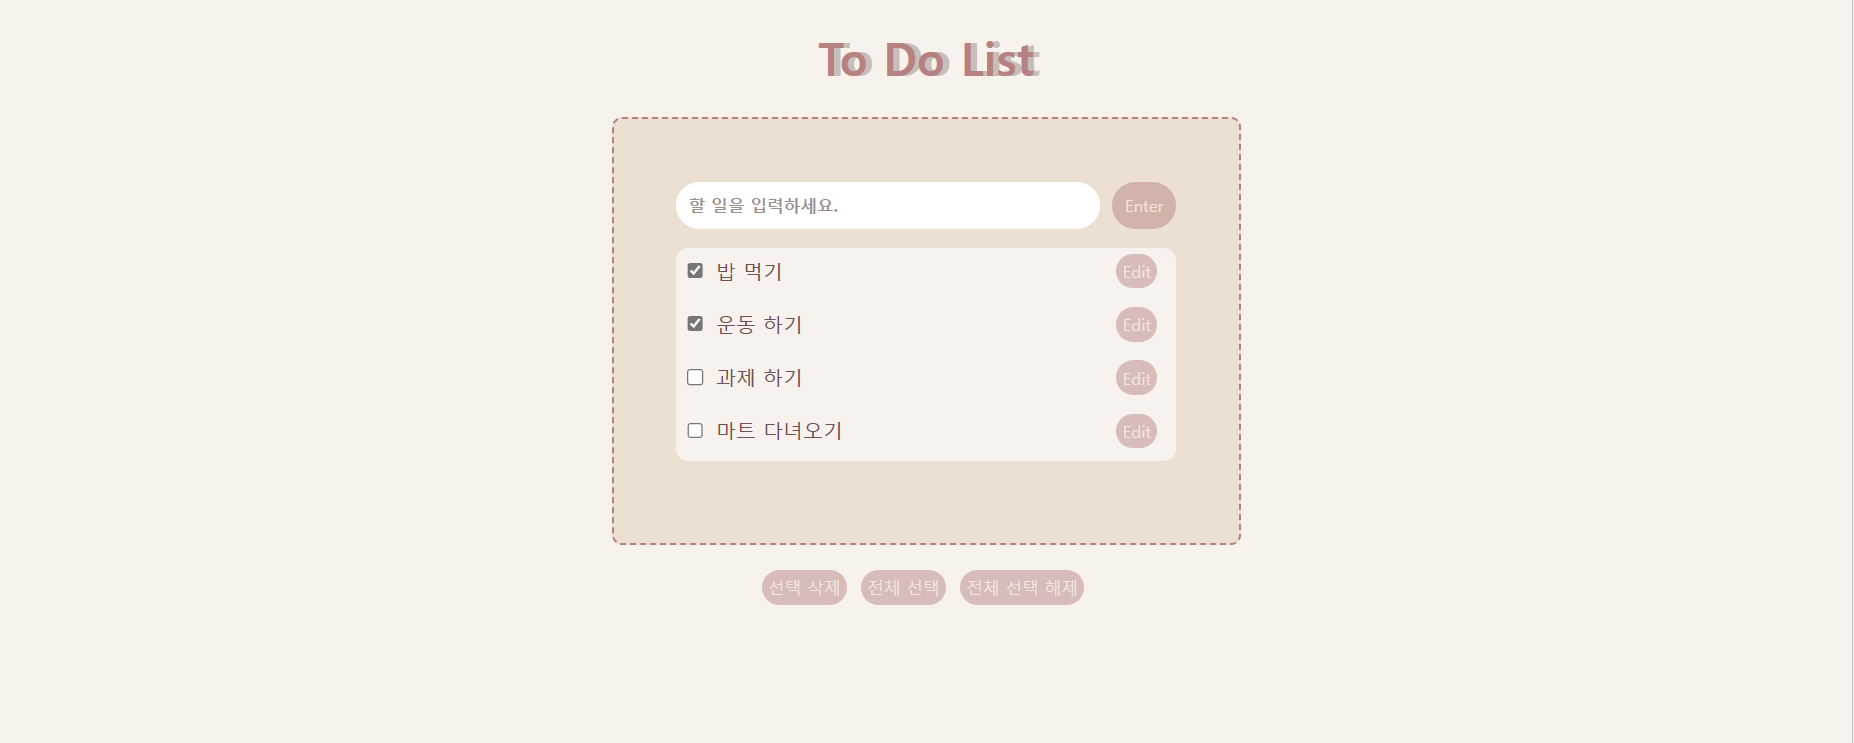 To Do List
할 일을 입력하세요. Enter
밥 먹기 Edit
운동 하기 Edit
과제 하기 Edit
마트 다녀오기 Edit
선택 삭제 전체 선택 전체 선택 해제